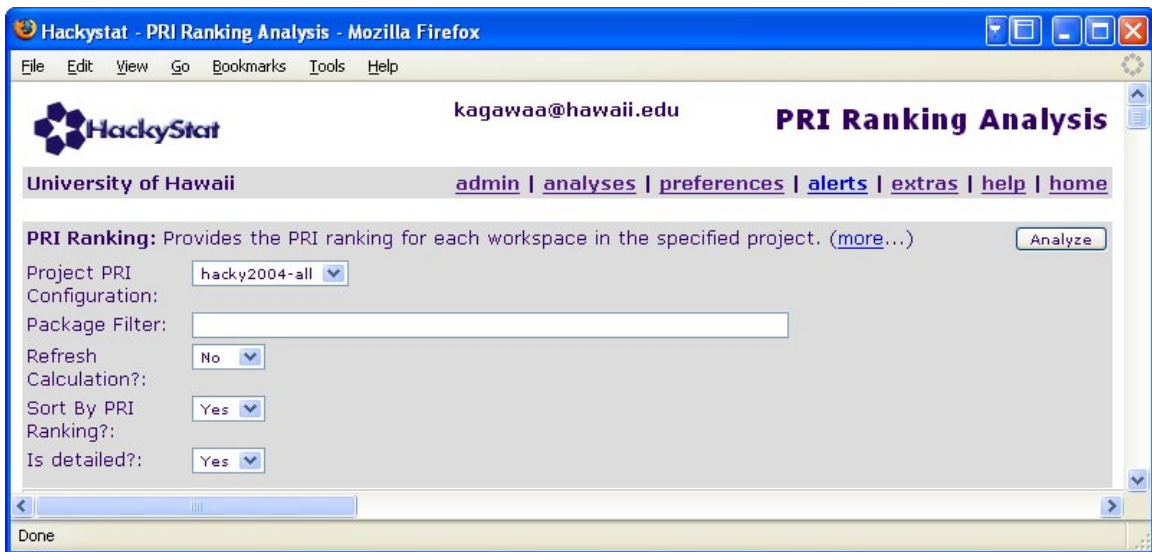 Hackystat - PRI Ranking Analysis - Mozilla Firefox
File Edit View Go Bookmarks Tools Help
HackyStat
kagawaa@hawaii.edu
PRI Ranking Analysis
University of Hawaii
admin | analyses | preferences | alerts | extras | help | home
PRI Ranking: Provides the PRI ranking for each workspace in the specified project. (more...)
Analyze
Project PRI
Configuration:
hacky2004-all
Package Filter:
Refresh
Calculation?:
No
Sort By PRI
Ranking?:
Yes
Is detailed?:
Yes
Done